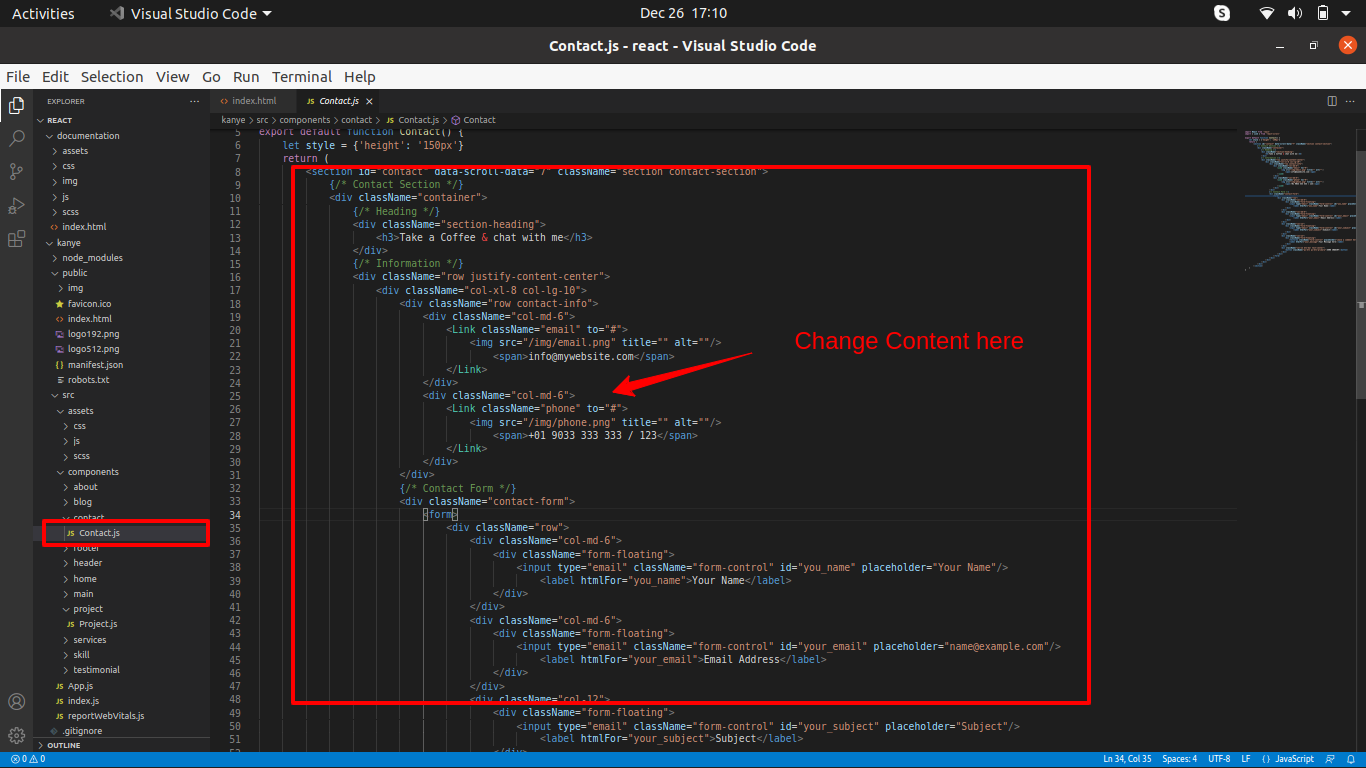 Activities Visual Studio Code Dec 26 17:10
Contact.js - react - Visual Studio Code
File Edit Selection View Go Run Terminal Help
EXPLORER
REACT
documentation
assets
css
img
js
scss
index.html
kanye
node_modules
public
img
favicon.ico
index.html
logo192.png
logo512.png
manifest.json
robots.txt
src
assets
css
js
scss
components
about
blog
contact
Contact.js
footer
header
home
main
project
Project.js
services
skill
testimonial
App.js
index.js
reportWebVitals.js
.gitignore
OUTLINE
index.html Contact.js
kanye > src > components > contact > Contact.js > Contact
5 export default function Contact() {
6 let style = {'height': '150px'}
7 return (
8 <section id="contact" data-scroll-data="7" className="section contact-section">
9 {/* Contact Section */}
10 <div className="container">
11 {/* Heading */}
12 <div className="section-heading">
13 <h3>Take a Coffee & chat with me</h3>
14 </div>
15 {/* Information */}
16 <div className="row justify-content-center">
17 <div className="col-xl-8 col-lg-10">
18 <div className="row contact-info">
19 <div className="col-md-6">
20 <Link className="email" to="#">
21 <img src="/img/email.png" title="" alt=""/>
22 <span>info@mywebsite.com</span>
23 </Link>
24 </div>
25 <div className="col-md-6">
26 <Link className="phone" to="#">
27 <img src="/img/phone.png" title="" alt=""/>
28 <span>+01 9033 333 333 / 123</span>
29 </Link>
30 </div>
31 </div>
32 {/* Contact Form */}
33 <div className="contact-form">
34 <form>
35 <div className="row">
36 <div className="col-md-6">
37 <div className="form-floating">
38 <input type="email" className="form-control" id="you_name" placeholder="Your Name"/>
39 <label htmlFor="you_name">Your Name</label>
40 </div>
41 </div>
42 <div className="col-md-6">
43 <div className="form-floating">
44 <input type="email" className="form-control" id="your_email" placeholder="name@example.com"/>
45 <label htmlFor="your_email">Email Address</label>
46 </div>
47 </div>
48 <div className="col-12">
49 <div className="form-floating">
50 <input type="email" className="form-control" id="your_subject" placeholder="Subject"/>
51 <label htmlFor="your_subject">Subject</label>
52 </div>
Change Content here
0 0 Ln 34, Col 35 Spaces: 4 UTF-8 LF {} JavaScript